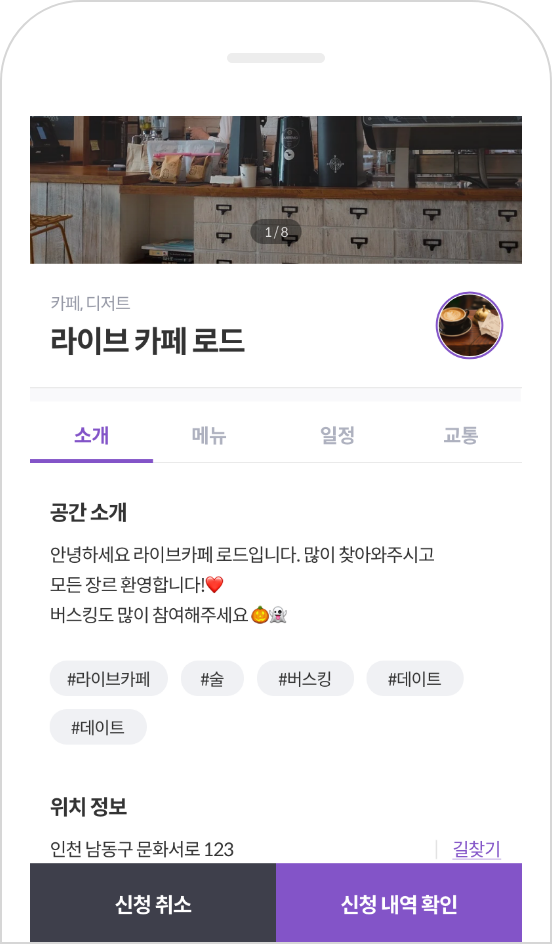 1/8
카페, 디저트
라이브 카페 로드
소개 메뉴 일정 교통
공간 소개
안녕하세요 라이브카페 로드입니다. 많이 찾아와주시고
모든 장르 환영합니다!❤️
버스킹도 많이 참여해주세요🎃👻
#라이브카페 #술 #버스킹 #데이트
#데이트
위치 정보
인천 남동구 문화서로 123 길찾기
신청 취소 신청 내역 확인